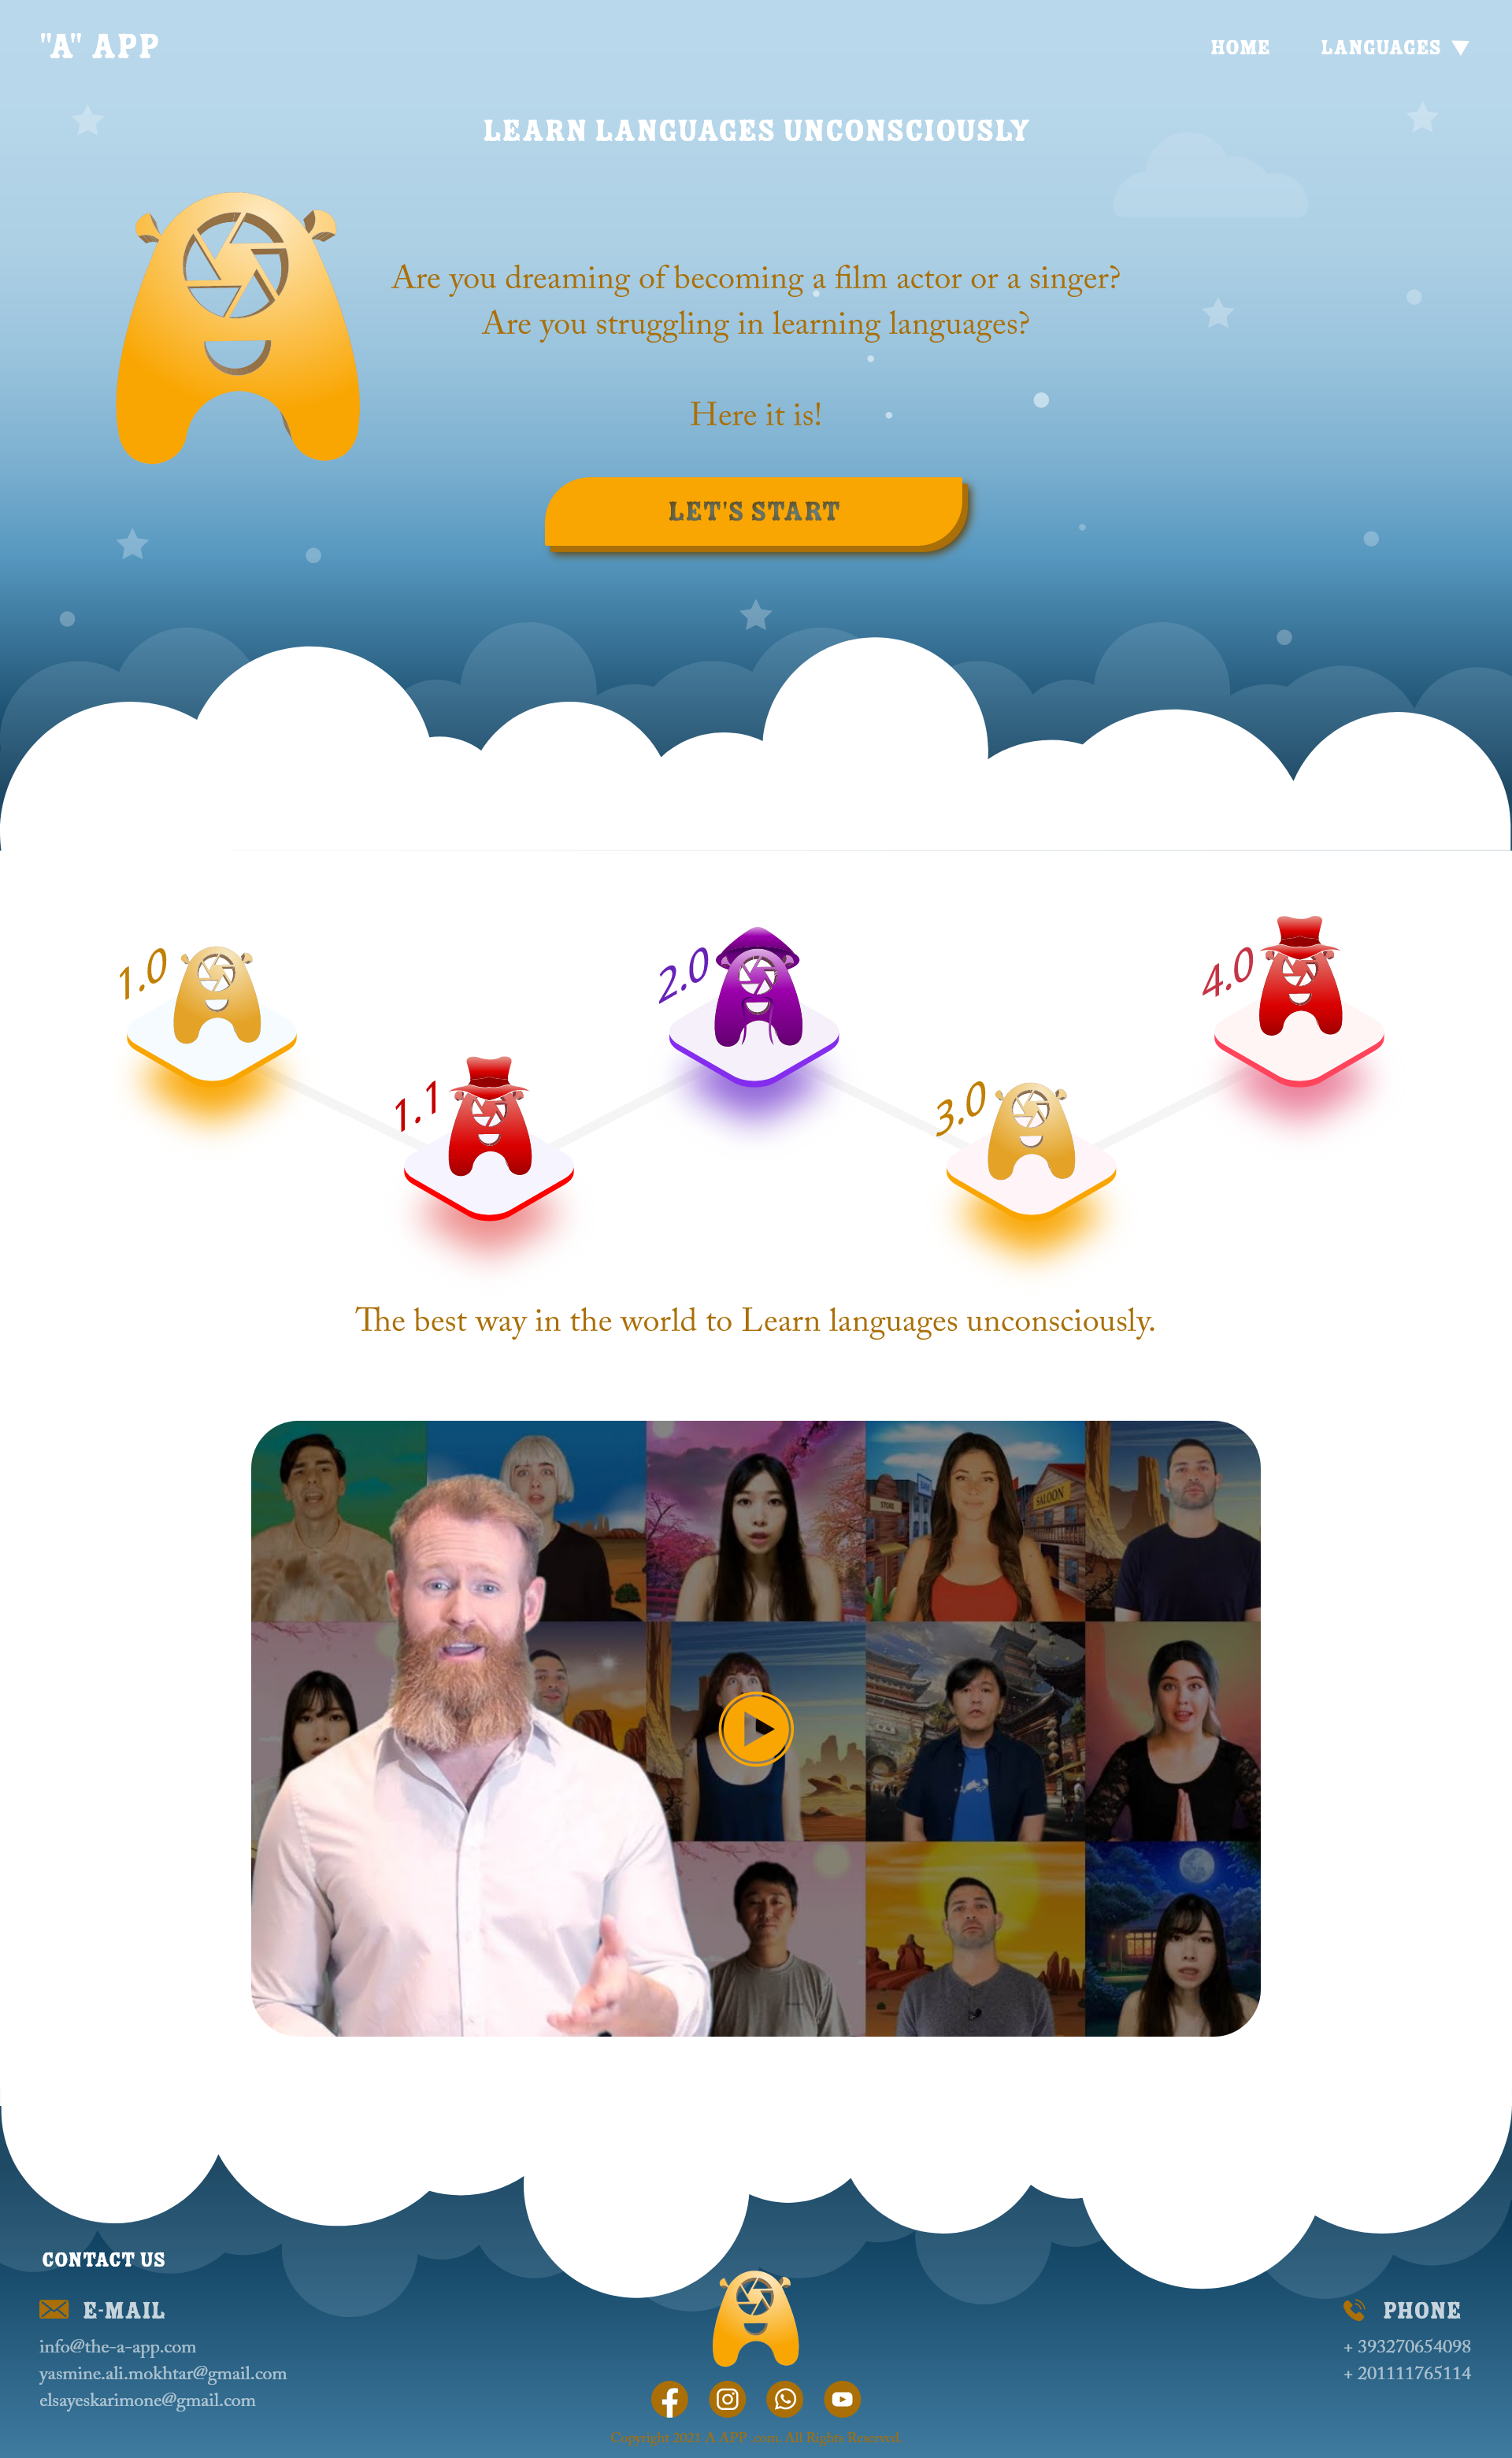 "A" APP
HOME
LANGUAGES
LEARN LANGUAGES UNCONSCIOUSLY
Are you dreaming of becoming a film actor or a singer?
Are you struggling in learning languages?
Here it is!
LET'S START
1.0
1.1
2.0
3.0
4.0
The best way in the world to Learn languages unconsciously.
STORE
SALOON
CONTACT US
E-MAIL
info@the-a-app.com
yasmine.ali.mokhtar@gmail.com
elsayeskarimone@gmail.com
PHONE
+ 393270654098
+ 201111765114
Copyright 2021 A APP .com. All Rights Reserved.